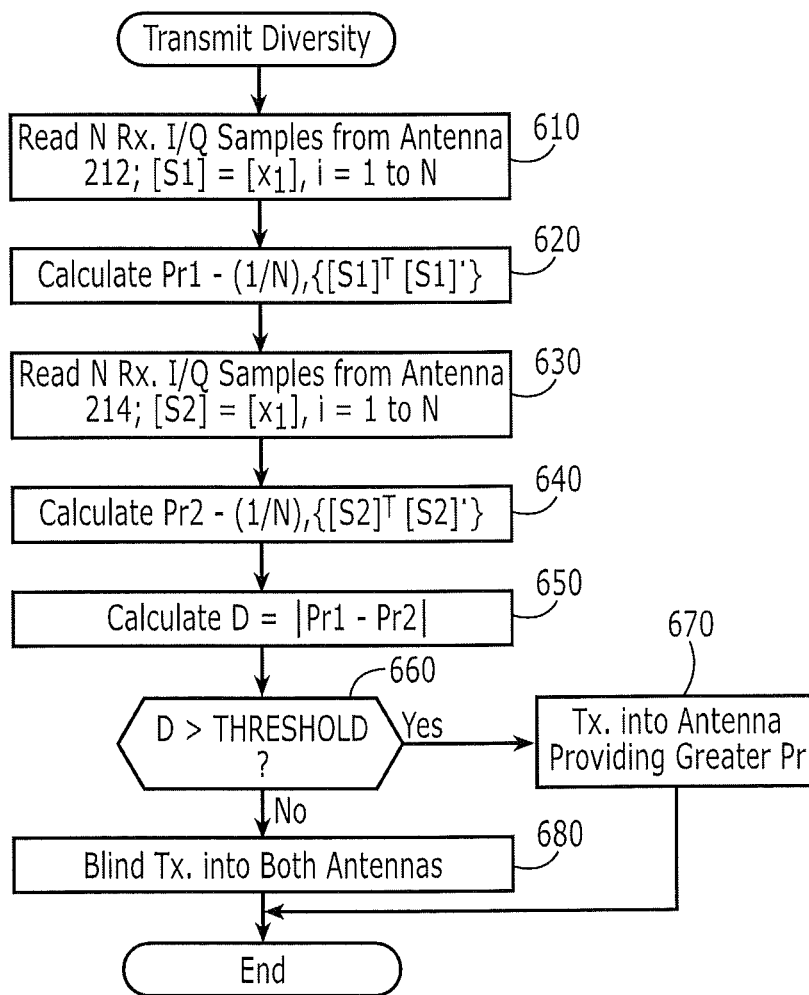 Transmit Diversity
Read N Rx. I/Q Samples from Antenna
212; [S1] = [x1], i = 1 to N
610
Calculate Pr1 - (1/N),{[S1]ᵀ [S1]'}
620
Read N Rx. I/Q Samples from Antenna
214; [S2] = [x1], i = 1 to N
630
Calculate Pr2 - (1/N),{[S2]ᵀ [S2]'}
640
Calculate D = |Pr1 - Pr2|
650
660
D > THRESHOLD
?
Yes
670
Tx. into Antenna
Providing Greater Pr
No
Blind Tx. into Both Antennas
680
End